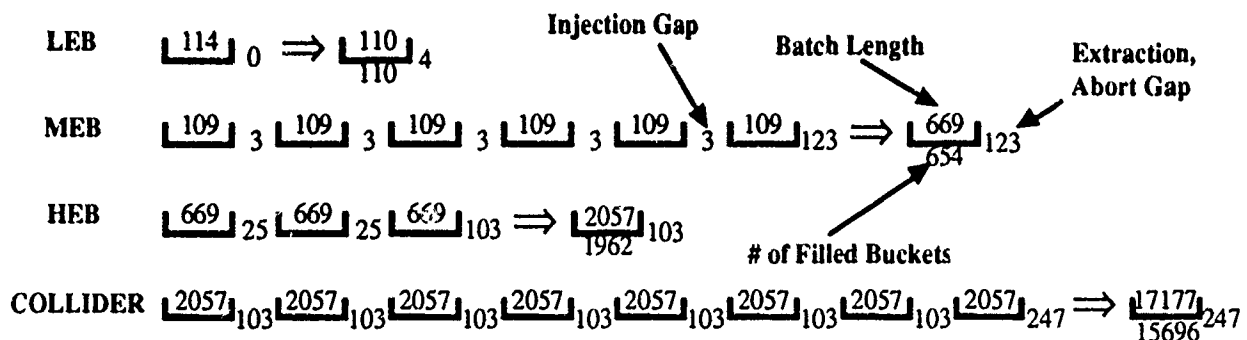 Injection Gap
LEB 114 0 ⇒ 110 4
110
Batch Length
Extraction,
Abort Gap
MEB 109 3 109 3 109 3 109 3 109 3 109 123 ⇒ 669 123
654
HEB 669 25 669 25 669 103 ⇒ 2057 103
1962
# of Filled Buckets
COLLIDER 2057 103 2057 103 2057 103 2057 103 2057 103 2057 103 2057 103 2057 247 ⇒ 17177 247
15696